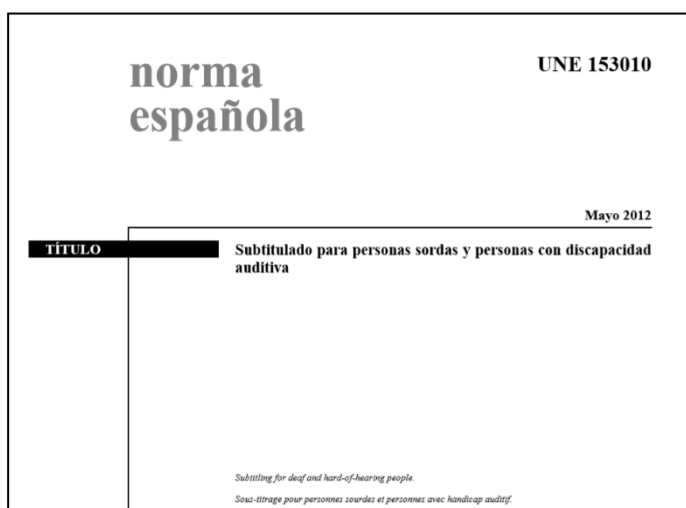 norma
española
UNE 153010
Mayo 2012
TÍTULO
Subtitulado para personas sordas y personas con discapacidad
auditiva
Subtitling for deaf and hard-of-hearing people.
Sous-titrage pour personnes sourdes et personnes avec handicap auditif.